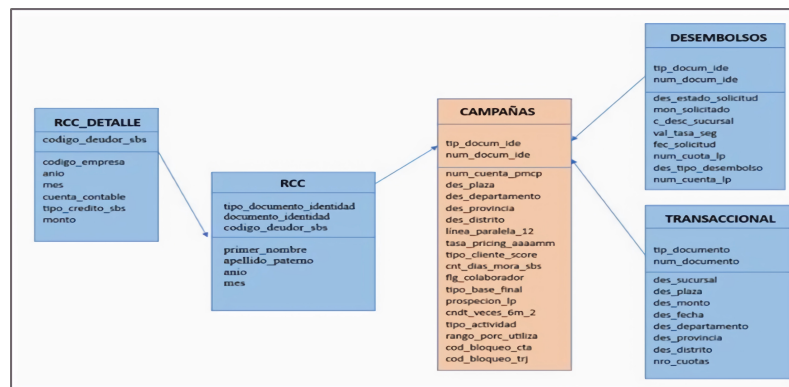 RCC_DETALLE
codigo_deudor_sbs
codigo_empresa
anio
mes
cuenta_contable
tipo_credito_sbs
monto
RCC
tipo_documento_identidad
documento_identidad
codigo_deudor_sbs
primer_nombre
apellido_paterno
anio
mes
CAMPAÑAS
tip_docum_ide
num_docum_ide
num_cuenta_pmcp
des_plaza
des_departamento
des_provincia
des_distrito
línea_paralela_12
tasa_pricing_aaaamm
tipo_cliente_score
cnt_dias_mora_sbs
flg_colaborador
tipo_base_final
prospecion_lp
cndt_veces_6m_2
tipo_actividad
rango_porc_utiliza
cod_bloqueo_cta
cod_bloqueo_trj
DESEMBOLSOS
tip_docum_ide
num_docum_ide
des_estado_solicitud
mon_solicitado
c_desc_sucursal
val_tasa_seg
fec_solicitud
num_cuota_lp
des_tipo_desembolso
num_cuenta_lp
TRANSACCIONAL
tip_documento
num_documento
des_sucursal
des_plaza
des_monto
des_fecha
des_departamento
des_provincia
des_distrito
nro_cuotas